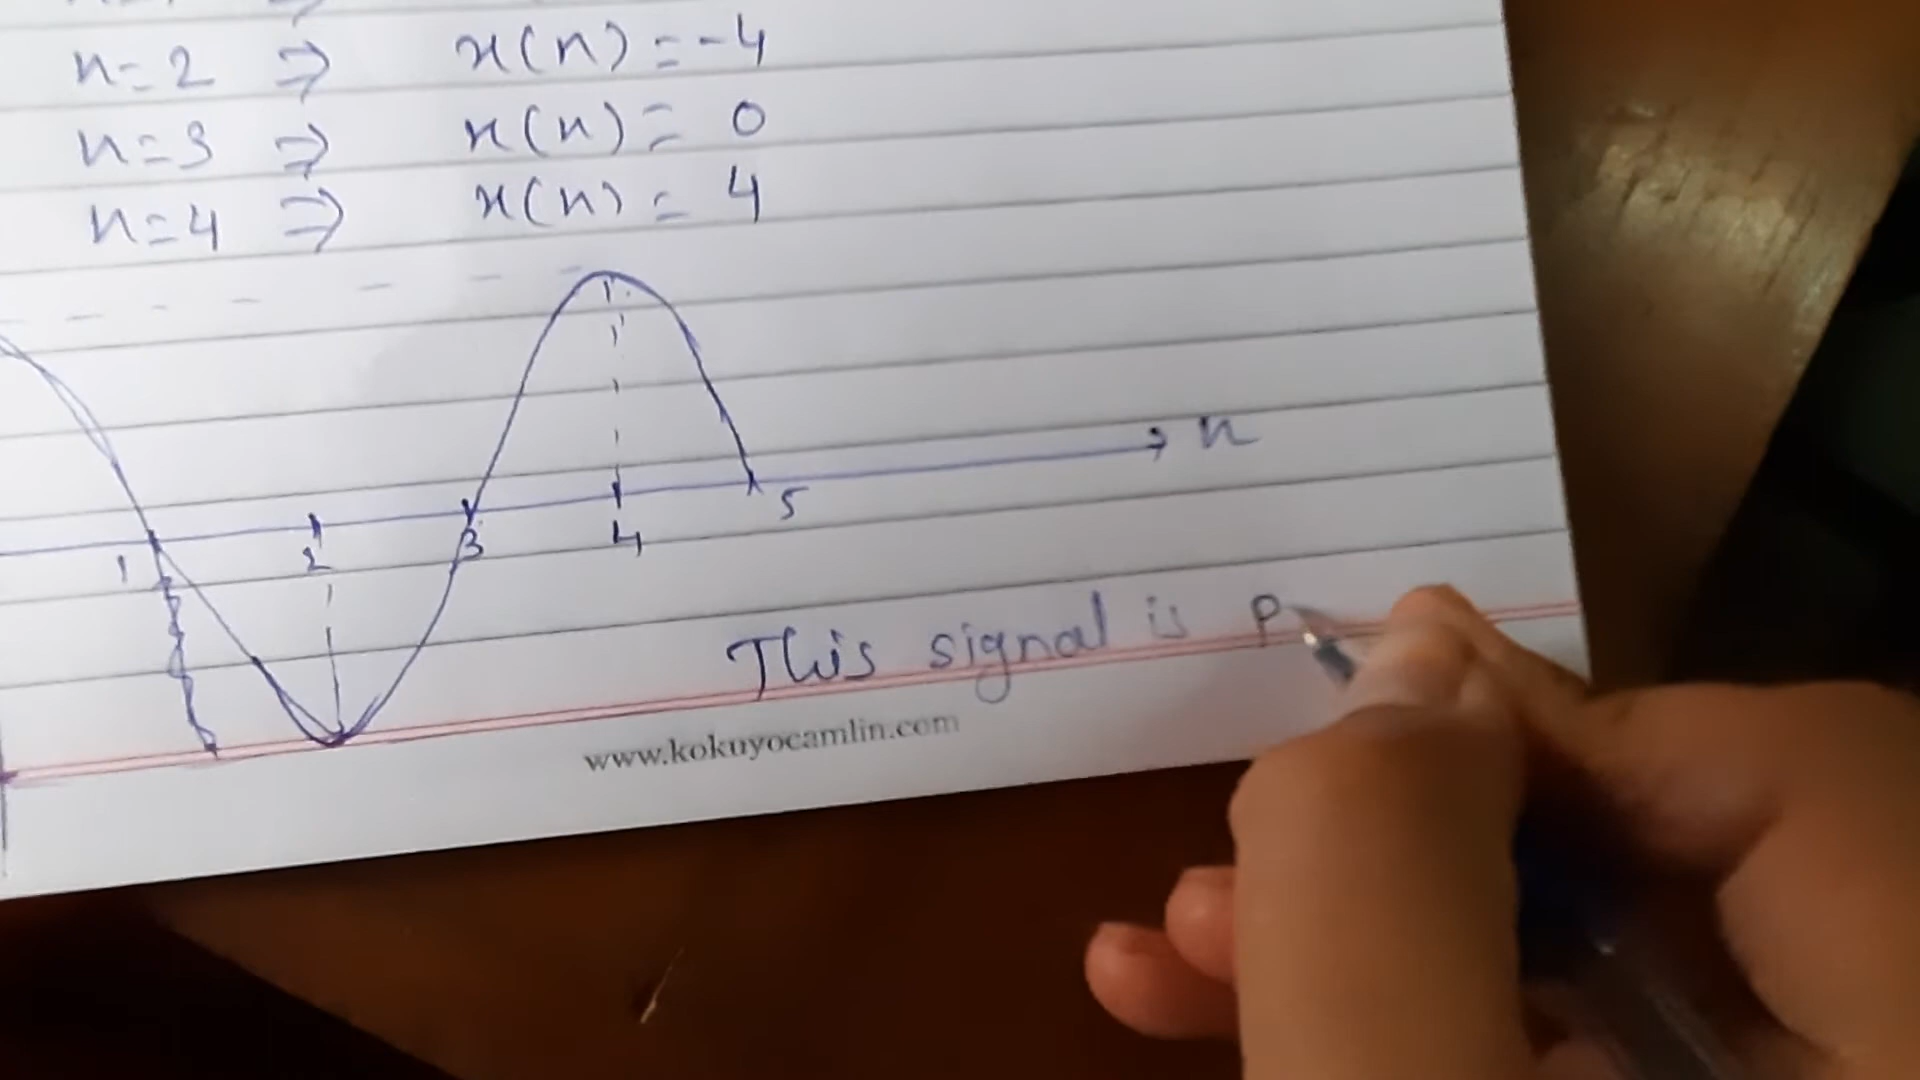 n=2 ⇒ x(n) = -4
n=3 ⇒ x(n) = 0
n=4 ⇒ x(n) = 4
n
1 2 3 4 5
This signal is P
www.kokuyocamlin.com